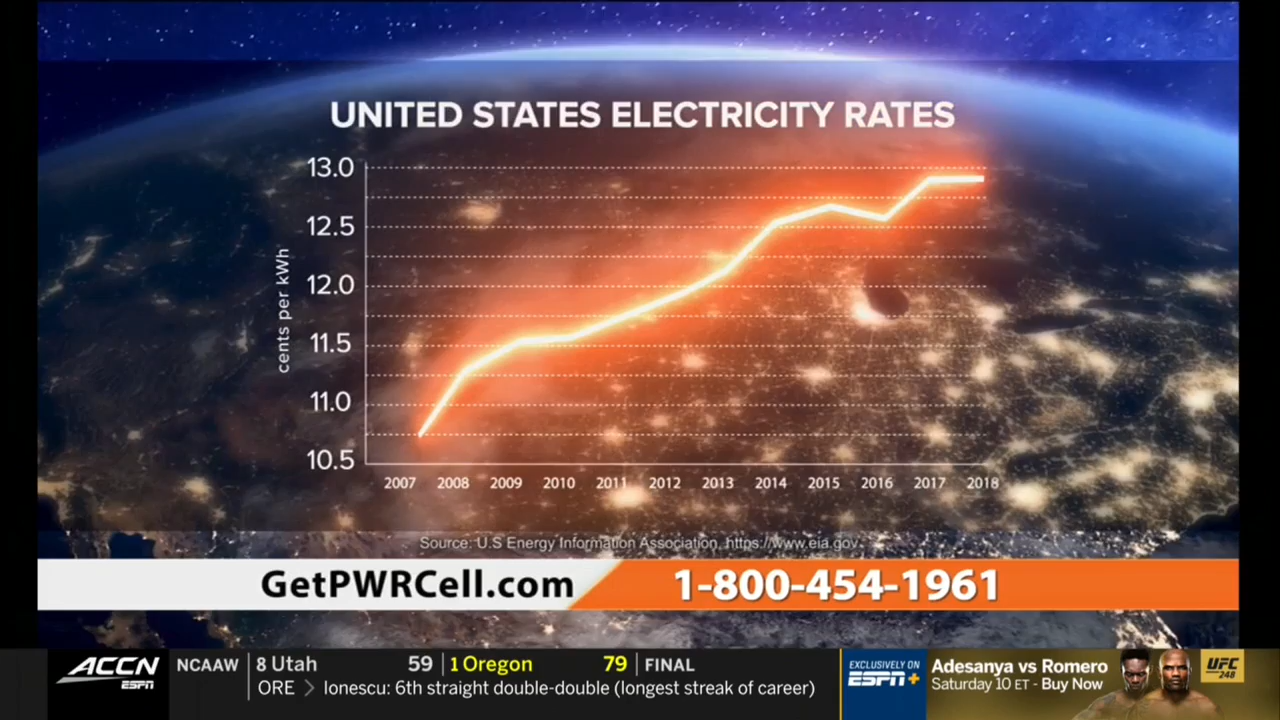 UNITED STATES ELECTRICITY RATES
13.0
12.5
12.0
11.5
11.0
10.5
cents per kWh
2007 2008 2009 2010 2011 2012 2013 2014 2015 2016 2017 2018
Source: U.S Energy Information Association, https://www.eia.gov
GetPWRCell.com 1-800-454-1961
ACCN
ESPN
NCAAW
8 Utah 59 1 Oregon 79 FINAL
ORE > Ionescu: 6th straight double-double (longest streak of career)
EXCLUSIVELY ON
ESPN+
Adesanya vs Romero
Saturday 10 ET - Buy Now
UFC
248